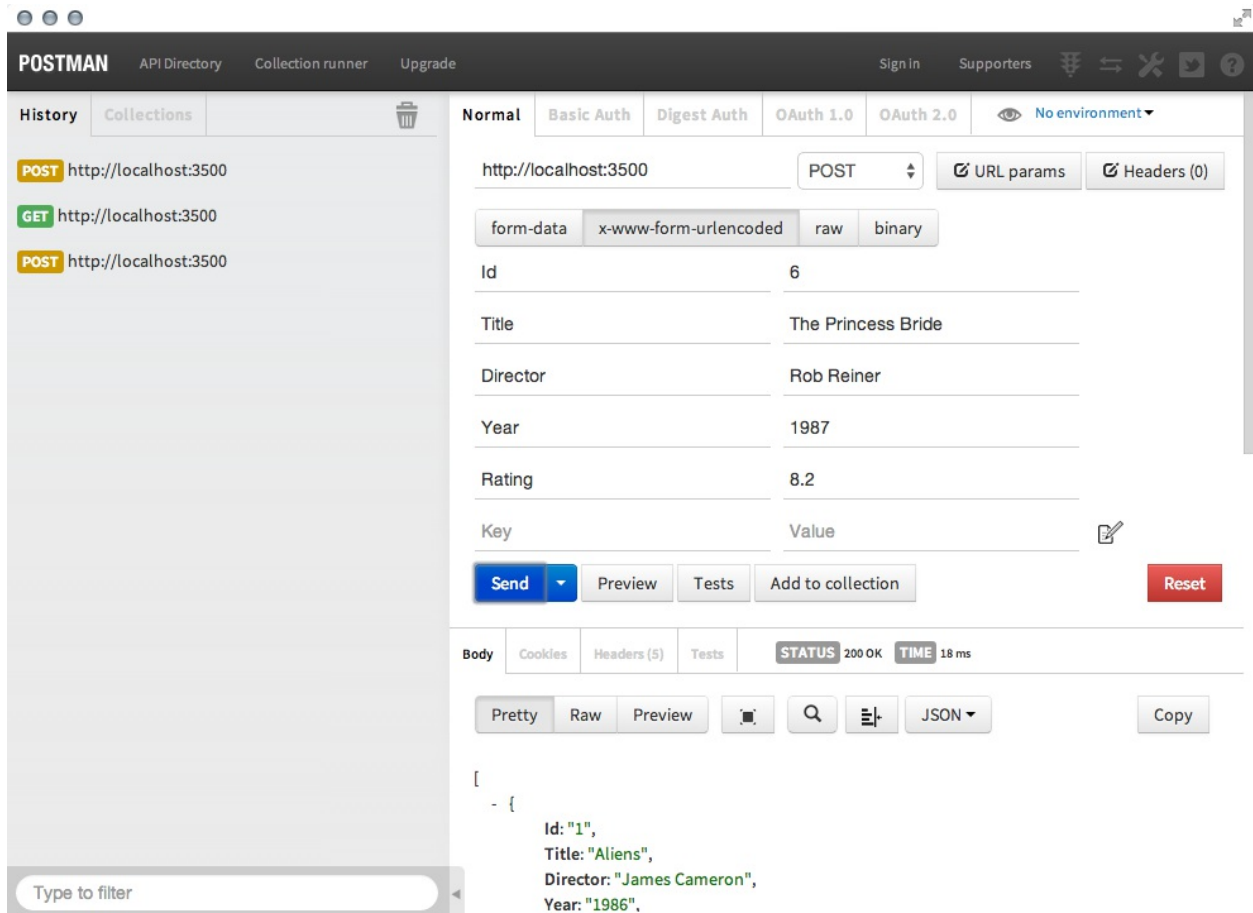 POSTMAN API Directory Collection runner Upgrade Sign in Supporters
History Collections
POST http://localhost:3500
GET http://localhost:3500
POST http://localhost:3500
Type to filter
Normal Basic Auth Digest Auth OAuth 1.0 OAuth 2.0 No environment
http://localhost:3500 POST URL params Headers (0)
form-data x-www-form-urlencoded raw binary
Id 6
Title The Princess Bride
Director Rob Reiner
Year 1987
Rating 8.2
Key Value
Send Preview Tests Add to collection Reset
Body Cookies Headers (5) Tests STATUS 200 OK TIME 18 ms
Pretty Raw Preview JSON Copy
[
- {
Id: "1",
Title: "Aliens",
Director: "James Cameron",
Year: "1986",